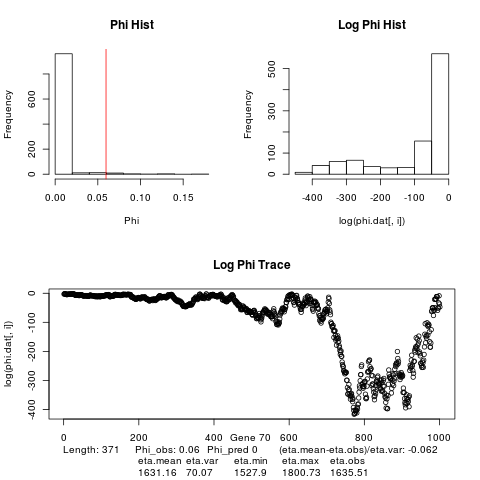 Phi Hist
Log Phi Hist
Frequency
0 200 600
0.00 0.05 0.10 0.15
Phi
Frequency
0 100 300 500
-400 -300 -200 -100 0
log(phi.dat[, i])
Log Phi Trace
log(phi.dat[, i])
0 -100 -200 -300 -400
0 200 400 600 800 1000
Gene 70
Length: 371 Phi_obs: 0.06 Phi_pred 0 (eta.mean-eta.obs)/eta.var: -0.062
eta.mean eta.var eta.min eta.max eta.obs
1631.16 70.07 1527.9 1800.73 1635.51